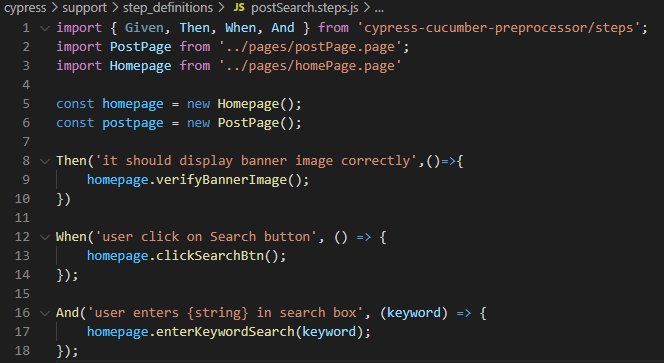 cypress > support > step_definitions > JS postSearch.steps.js > ...
1 import { Given, Then, When, And } from 'cypress-cucumber-preprocessor/steps';
2 import PostPage from '../pages/postPage.page';
3 import Homepage from '../pages/homePage.page'
4
5 const homepage = new Homepage();
6 const postpage = new PostPage();
7
8 Then('it should display banner image correctly',()=>{
9     homepage.verifyBannerImage();
10 })
11
12 When('user click on Search button', () => {
13     homepage.clickSearchBtn();
14 });
15
16 And('user enters {string} in search box', (keyword) => {
17     homepage.enterKeywordSearch(keyword);
18 });